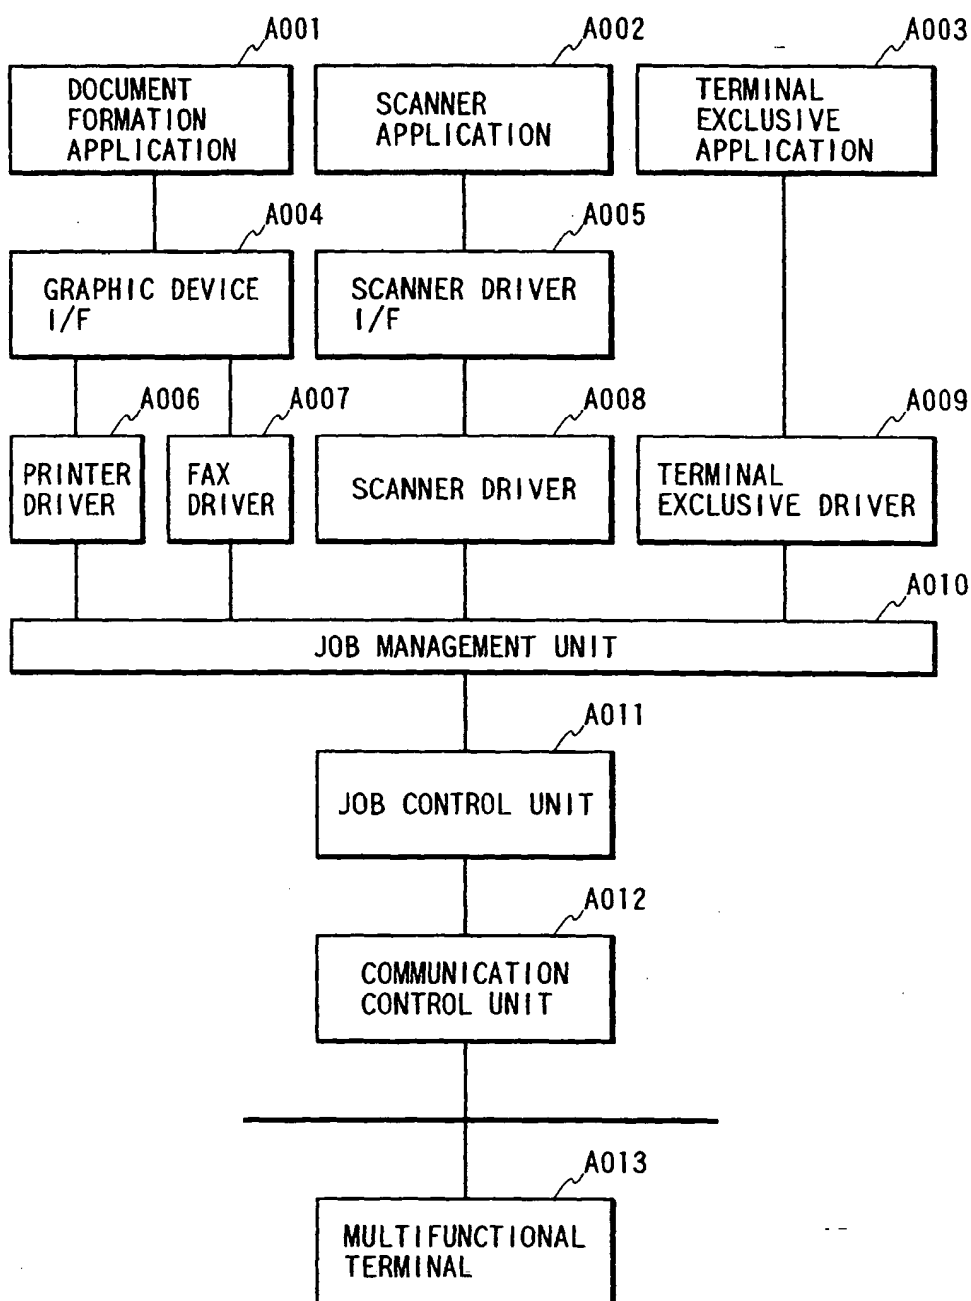 A001
A002
A003
DOCUMENT
FORMATION
APPLICATION
SCANNER
APPLICATION
TERMINAL
EXCLUSIVE
APPLICATION
A004
A005
GRAPHIC DEVICE
I/F
SCANNER DRIVER
I/F
A006
A007
A008
A009
PRINTER
DRIVER
FAX
DRIVER
SCANNER DRIVER
TERMINAL
EXCLUSIVE DRIVER
A010
JOB MANAGEMENT UNIT
A011
JOB CONTROL UNIT
A012
COMMUNICATION
CONTROL UNIT
A013
MULTIFUNCTIONAL
TERMINAL